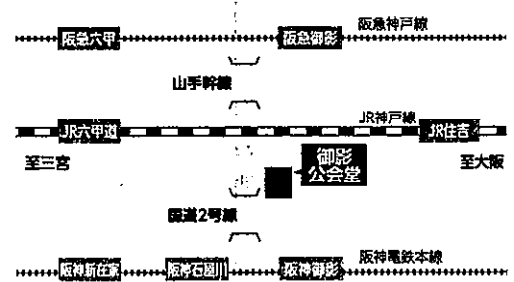 阪急神戸線
阪急六甲
阪急御影
山手幹線
JR神戸線
JR六甲道
JR住吉
至三宮
御影
公会堂
至大阪
国道2号線
阪神電鉄本線
阪神新在家
阪神石屋川
阪神御影